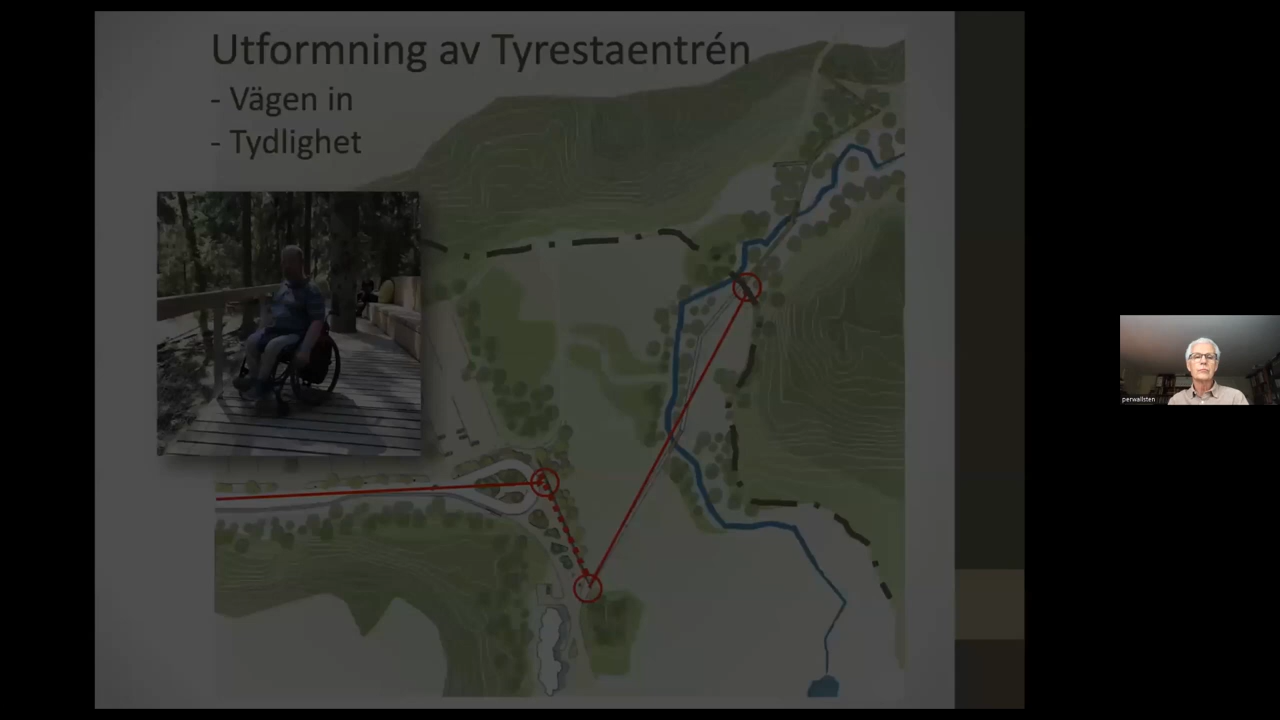 Utformning av Tyrestaentrén
- Vägen in
- Tydlighet
perwallsten